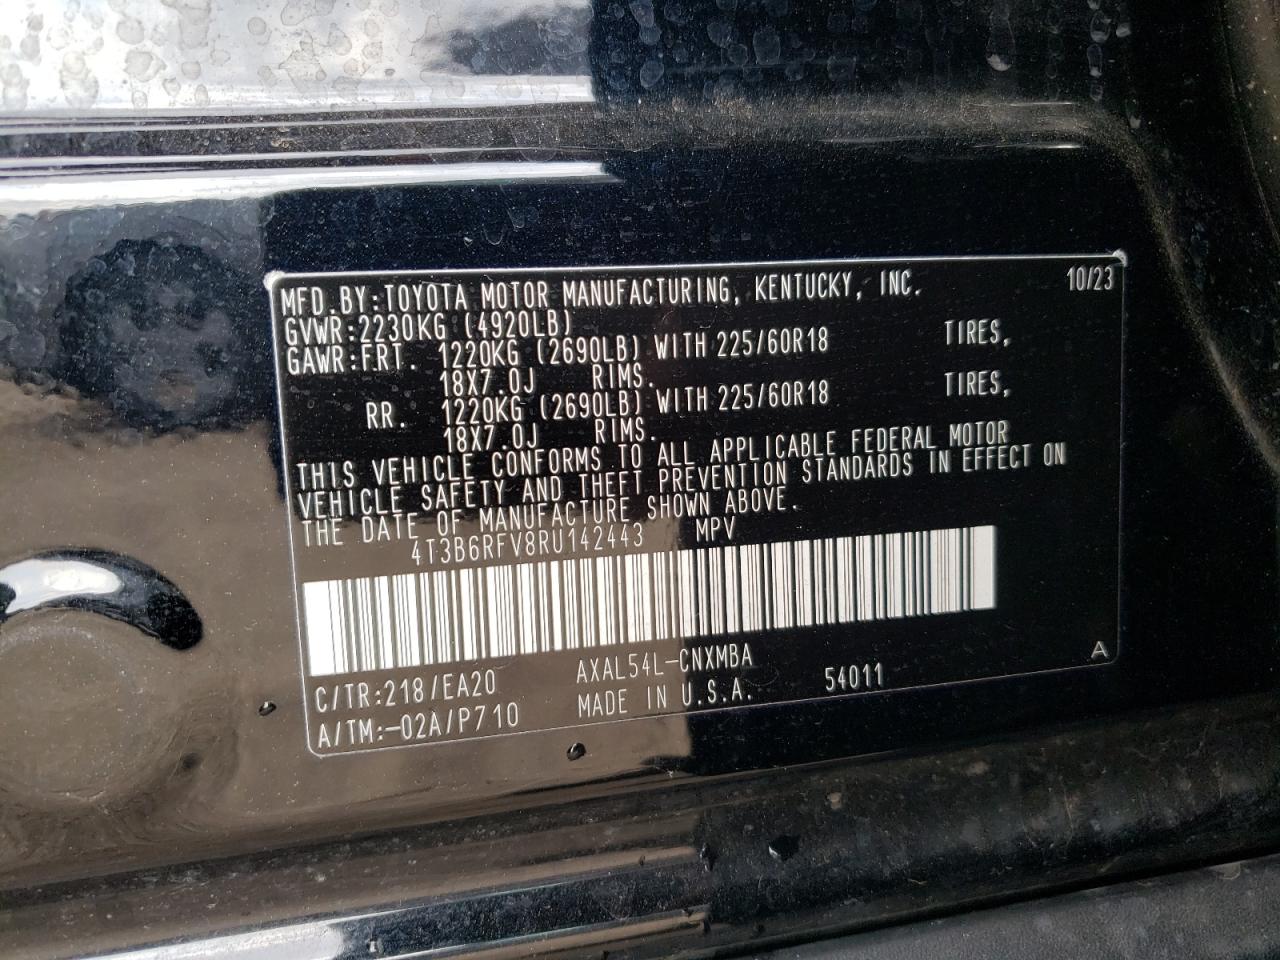 MFD.BY:TOYOTA MOTOR MANUFACTURING, KENTUCKY, INC. 10/23
GVWR:2230KG (4920LB)
GAWR:FRT. 1220KG (2690LB) WITH 225/60R18 TIRES,
18X7.0J RIMS.
RR. 1220KG (2690LB) WITH 225/60R18 TIRES,
18X7.0J RIMS.
THIS VEHICLE CONFORMS TO ALL APPLICABLE FEDERAL MOTOR
VEHICLE SAFETY AND THEFT PREVENTION STANDARDS IN EFFECT ON
THE DATE OF MANUFACTURE SHOWN ABOVE.
4T3B6RFV8RU142443 MPV
C/TR:218/EA20 AXAL54L-CNXMBA A
A/TM:-02A/P710 MADE IN U.S.A. 54011